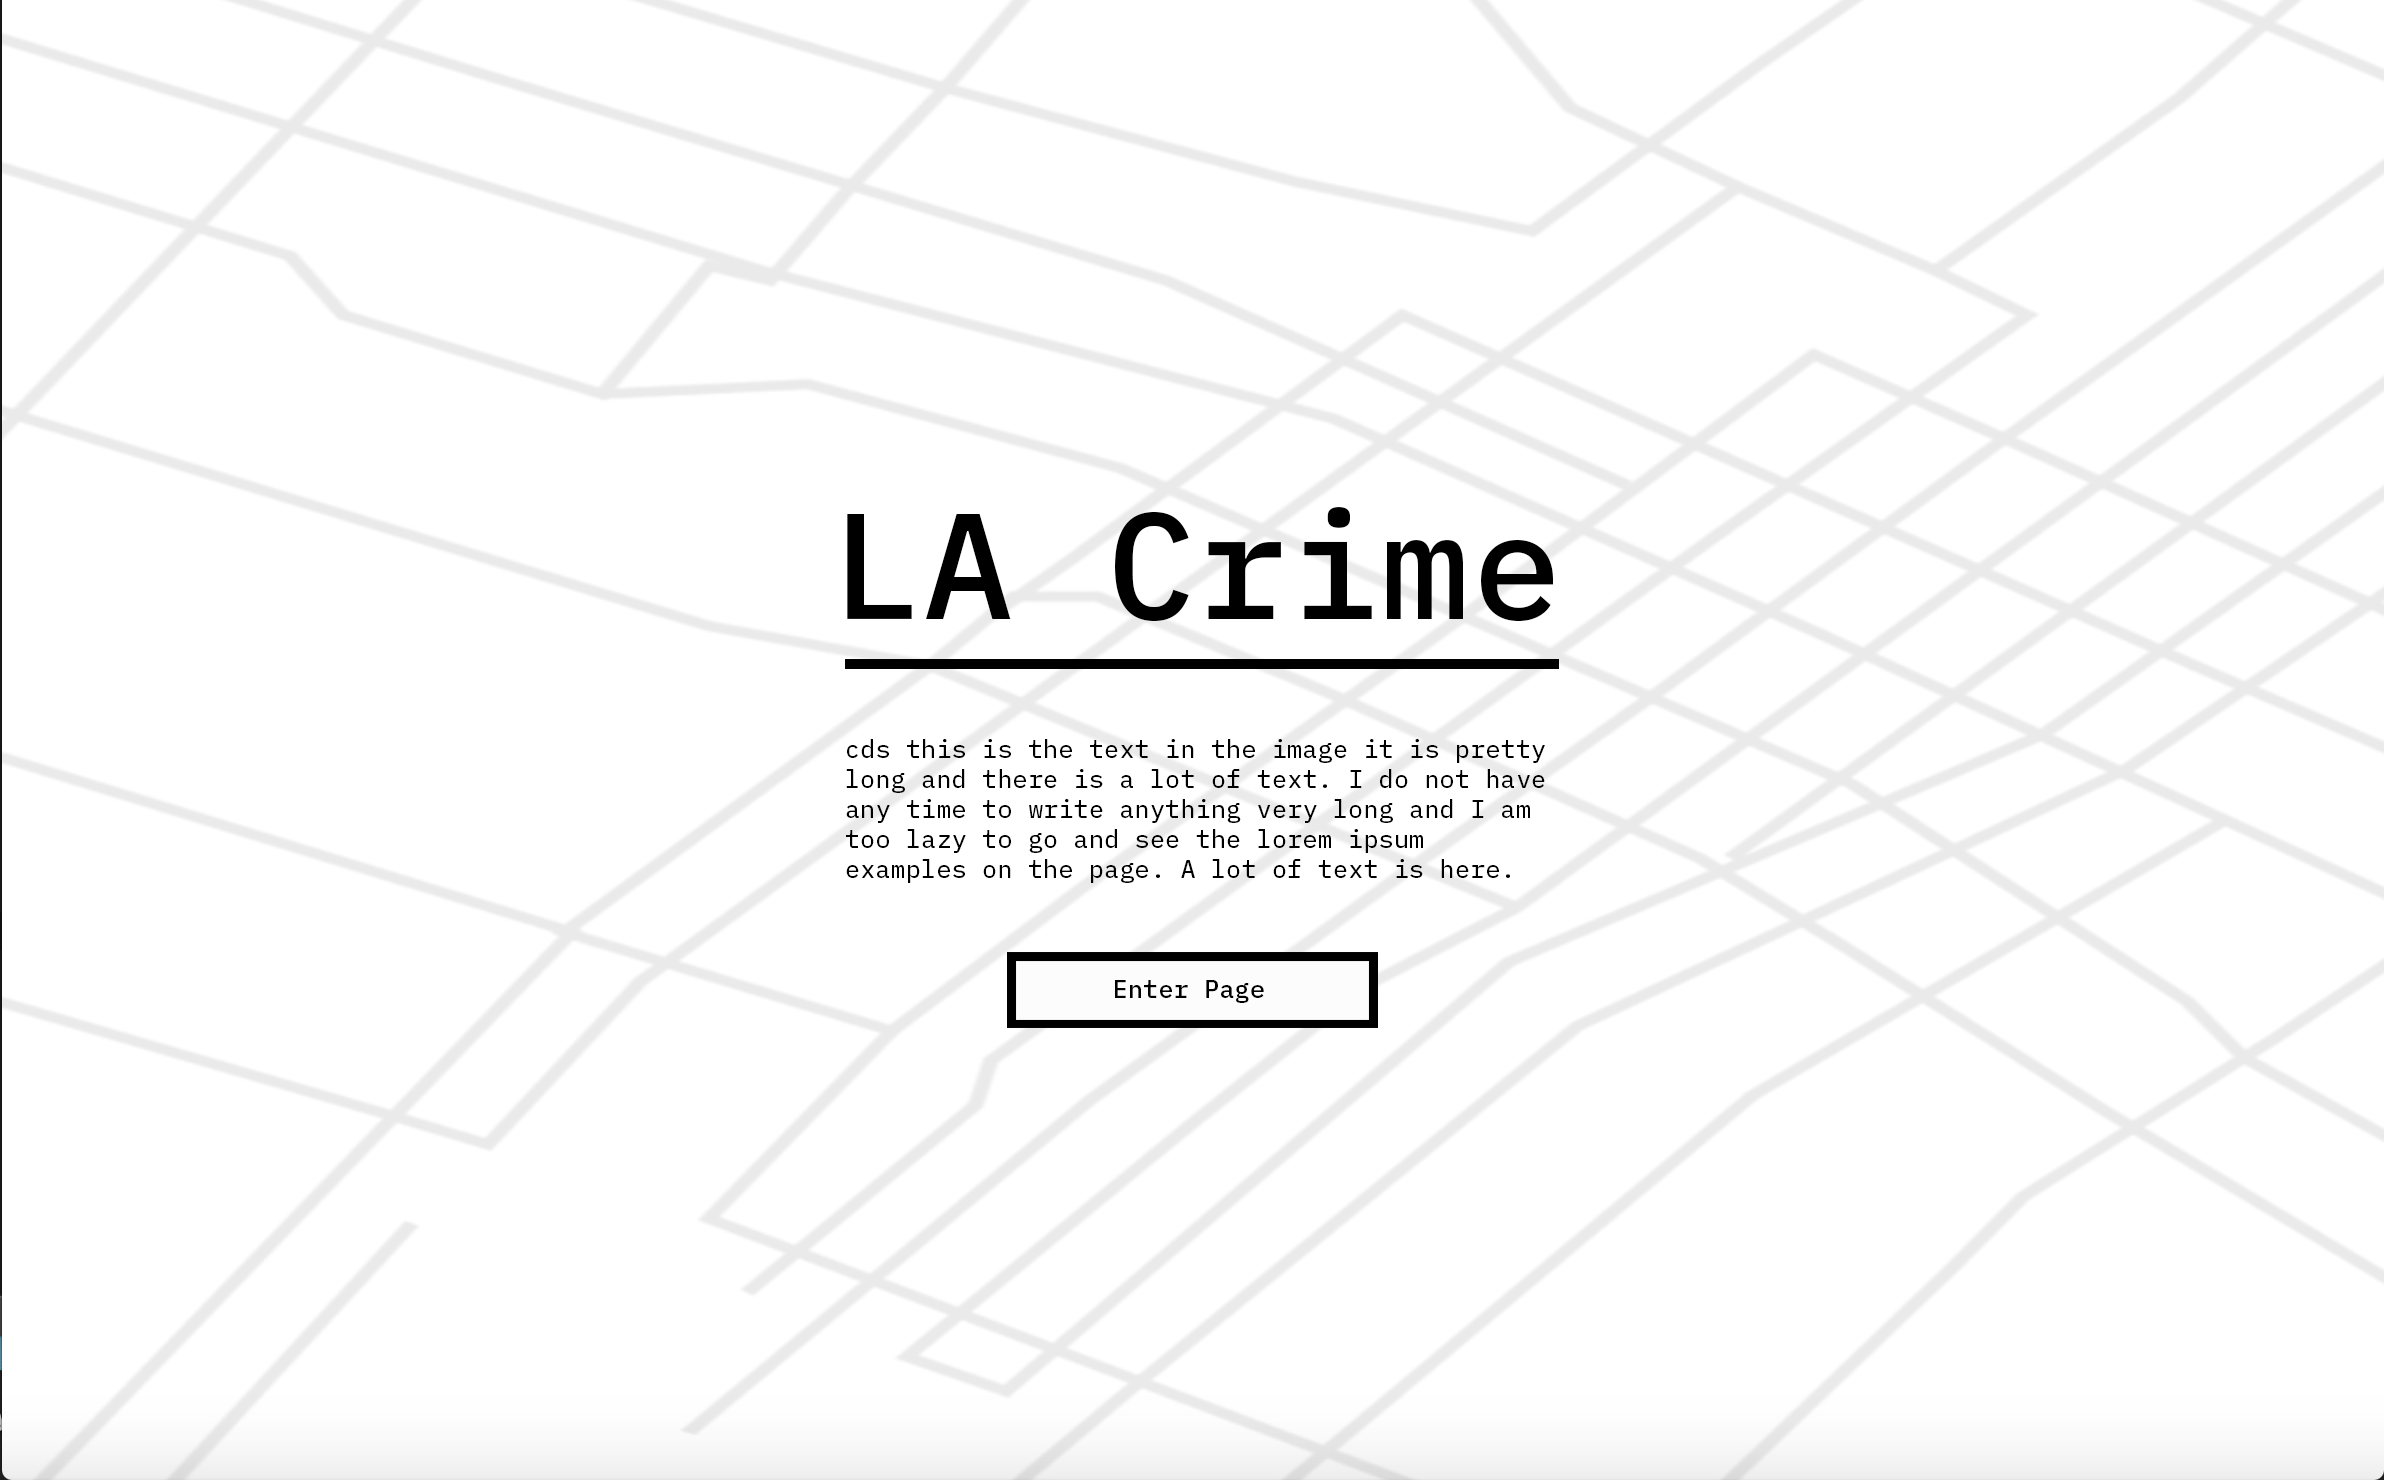 LA Crime
cds this is the text in the image it is pretty
long and there is a lot of text. I do not have
any time to write anything very long and I am
too lazy to go and see the lorem ipsum
examples on the page. A lot of text is here.
Enter Page